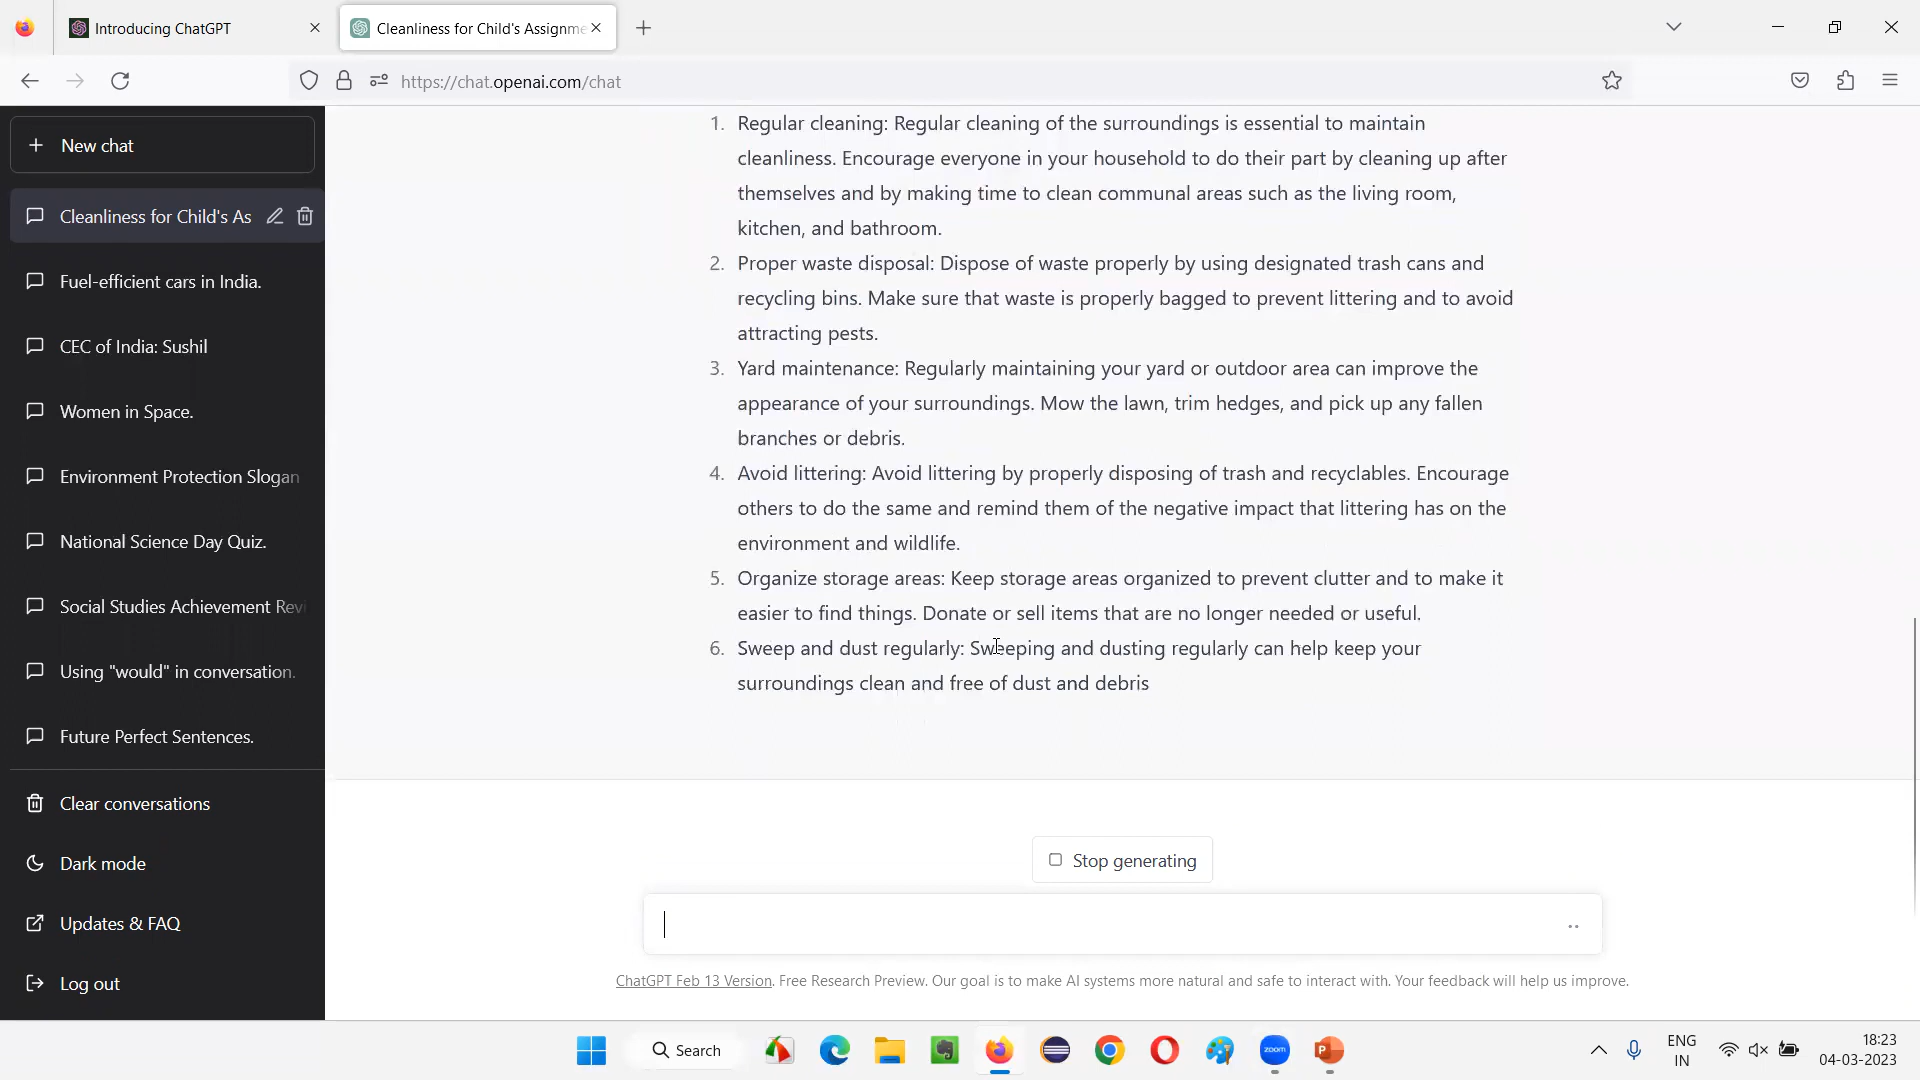 Introducing ChatGPT
Cleanliness for Child's Assignme
https://chat.openai.com/chat
New chat
Cleanliness for Child's As
Fuel-efficient cars in India.
CEC of India: Sushil
Women in Space.
Environment Protection Slogan
National Science Day Quiz.
Social Studies Achievement Revi
Using "would" in conversation.
Future Perfect Sentences.
Clear conversations
Dark mode
Updates & FAQ
Log out
1. Regular cleaning: Regular cleaning of the surroundings is essential to maintain
cleanliness. Encourage everyone in your household to do their part by cleaning up after
themselves and by making time to clean communal areas such as the living room,
kitchen, and bathroom.
2. Proper waste disposal: Dispose of waste properly by using designated trash cans and
recycling bins. Make sure that waste is properly bagged to prevent littering and to avoid
attracting pests.
3. Yard maintenance: Regularly maintaining your yard or outdoor area can improve the
appearance of your surroundings. Mow the lawn, trim hedges, and pick up any fallen
branches or debris.
4. Avoid littering: Avoid littering by properly disposing of trash and recyclables. Encourage
others to do the same and remind them of the negative impact that littering has on the
environment and wildlife.
5. Organize storage areas: Keep storage areas organized to prevent clutter and to make it
easier to find things. Donate or sell items that are no longer needed or useful.
6. Sweep and dust regularly: Sweeping and dusting regularly can help keep your
surroundings clean and free of dust and debris
Stop generating
ChatGPT Feb 13 Version. Free Research Preview. Our goal is to make AI systems more natural and safe to interact with. Your feedback will help us improve.
Search
zoom
ENG
IN
18:23
04-03-2023